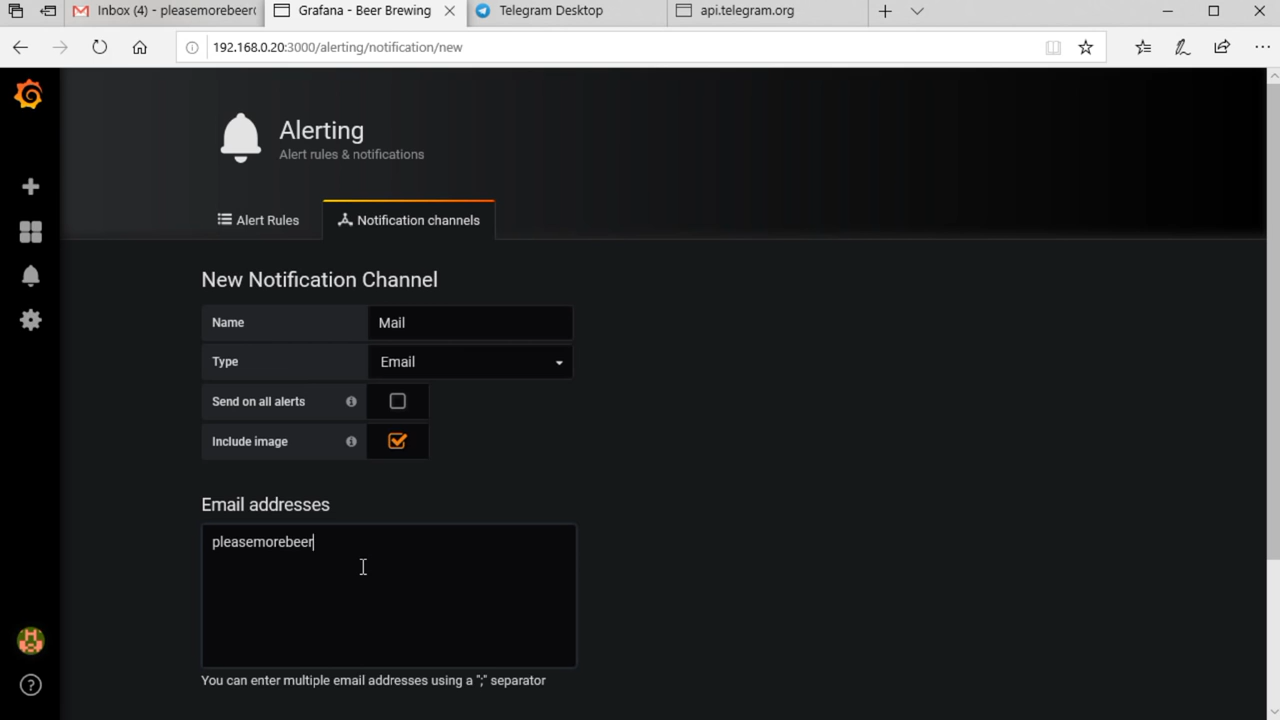 Inbox (4) - pleasemorebeer
Grafana - Beer Brewing
Telegram Desktop
api.telegram.org
192.168.0.20:3000/alerting/notification/new
Alerting
Alert rules & notifications
Alert Rules
Notification channels
New Notification Channel
Name Mail
Type Email
Send on all alerts
Include image
Email addresses
pleasemorebeer
You can enter multiple email addresses using a ";" separator